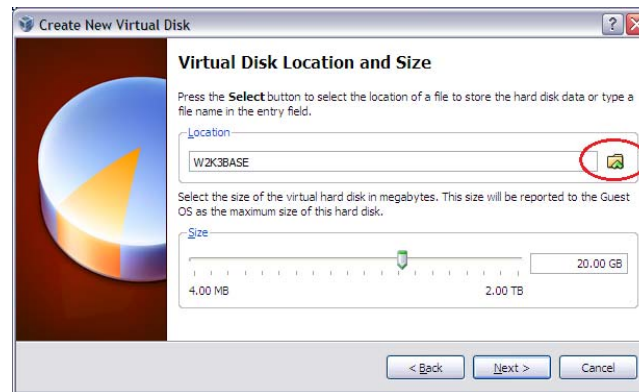 Create New Virtual Disk
Virtual Disk Location and Size
Press the Select button to select the location of a file to store the hard disk data or type a
file name in the entry field.
Location
W2K3BASE
Select the size of the virtual hard disk in megabytes. This size will be reported to the Guest
OS as the maximum size of this hard disk.
Size
20.00 GB
4.00 MB 2.00 TB
< Back Next > Cancel